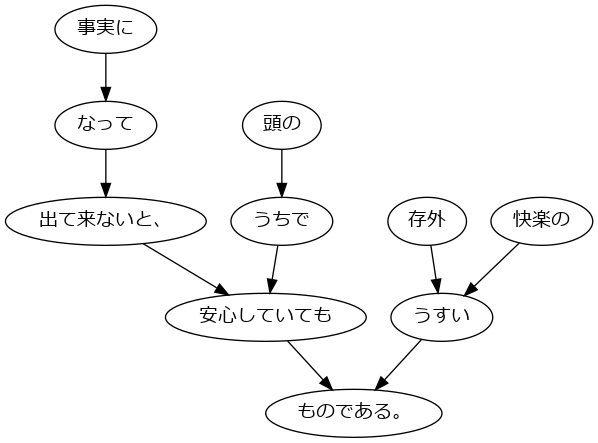 事実に
なって
頭の
出て来ないと、
うちで
存外
快楽の
安心していても
うすい
ものである。